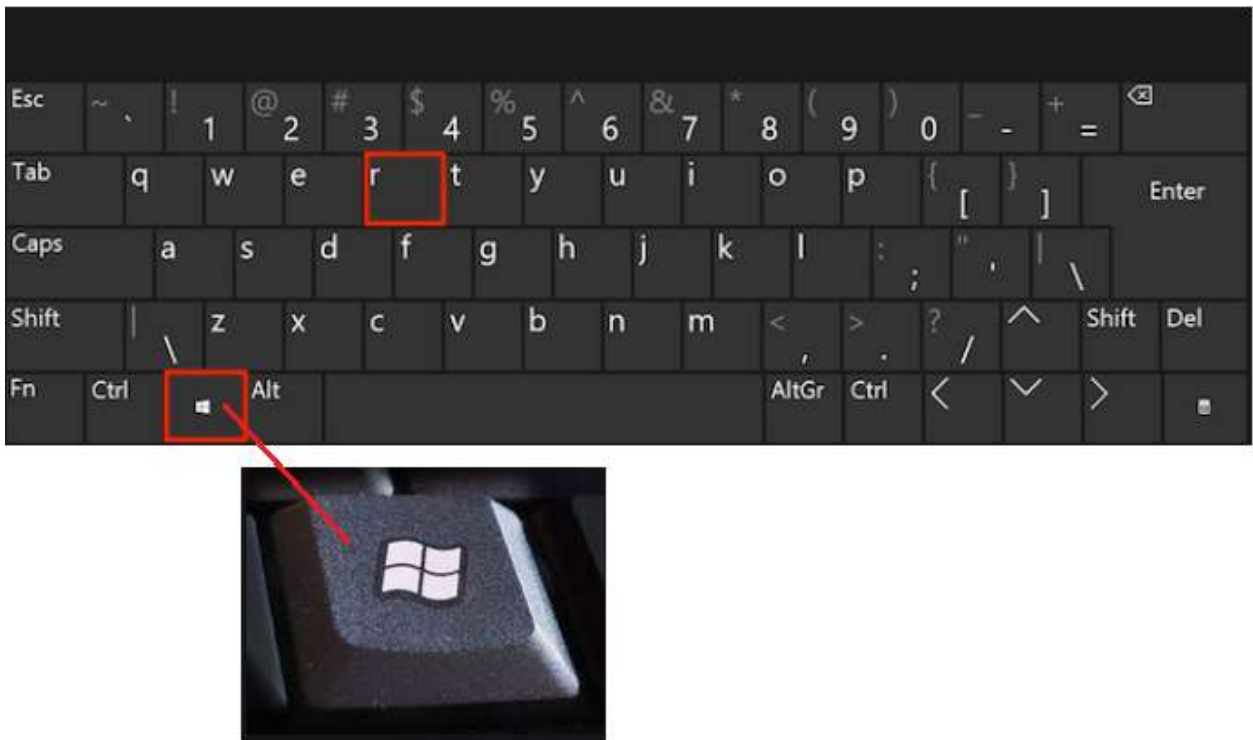 Esc ~ ` ! 1 @ 2 # 3 $ 4 % 5 ^ 6 & 7 * 8 ( 9 ) 0 _ - + =
Tab q w e r t y u i o p { [ } ] Enter
Caps a s d f g h j k l : ; " ' | \
Shift | \ z x c v b n m < , > . ? / Shift Del
Fn Ctrl Alt AltGr Ctrl